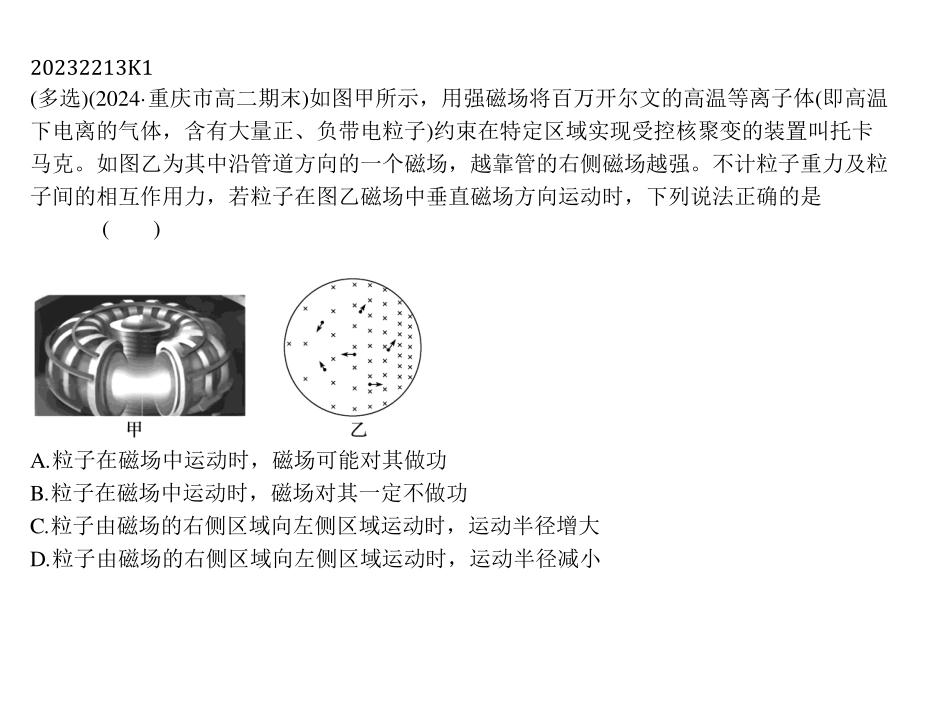 20232213K1
(多选)(2024·重庆市高二期末)如图甲所示，用强磁场将百万开尔文的高温等离子体(即高温
下电离的气体，含有大量正、负带电粒子)约束在特定区域实现受控核聚变的装置叫托卡
马克。如图乙为其中沿管道方向的一个磁场，越靠管的右侧磁场越强。不计粒子重力及粒
子间的相互作用力，若粒子在图乙磁场中垂直磁场方向运动时，下列说法正确的是
(　　)
甲 乙
A.粒子在磁场中运动时，磁场可能对其做功
B.粒子在磁场中运动时，磁场对其一定不做功
C.粒子由磁场的右侧区域向左侧区域运动时，运动半径增大
D.粒子由磁场的右侧区域向左侧区域运动时，运动半径减小